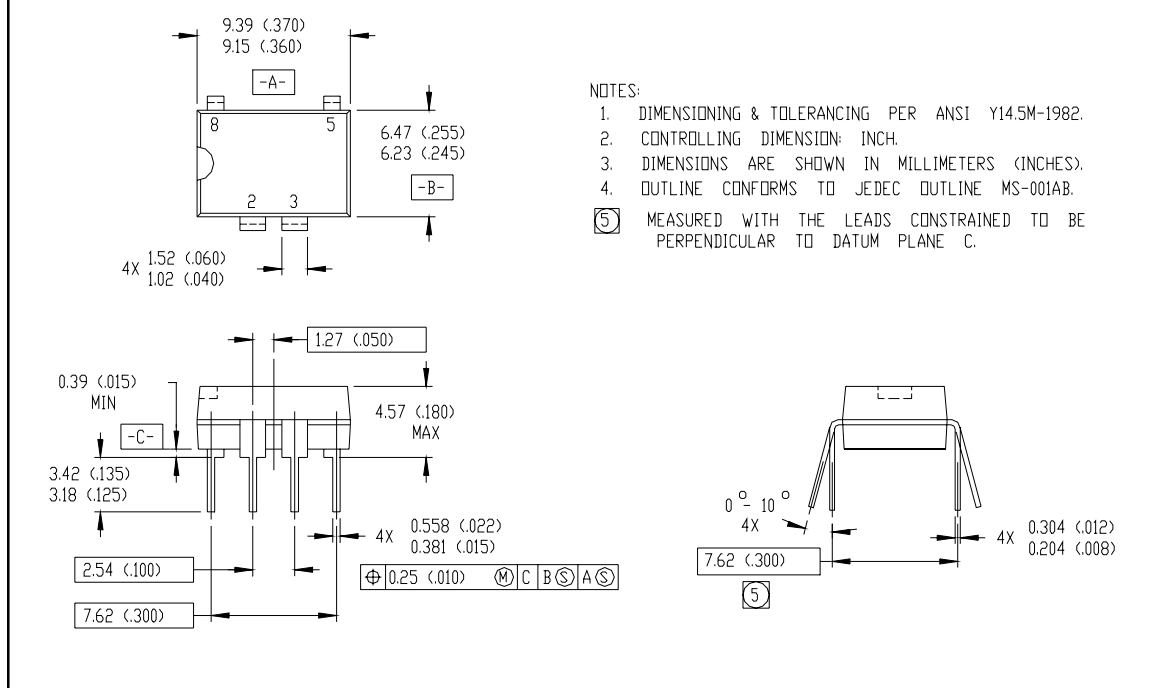 9.39 (.370)
9.15 (.360)
-A-
8 5
6.47 (.255)
6.23 (.245)
-B-
2 3
4X 1.52 (.060)
1.02 (.040)
NOTES:
1. DIMENSIONING & TOLERANCING PER ANSI Y14.5M-1982.
2. CONTROLLING DIMENSION: INCH.
3. DIMENSIONS ARE SHOWN IN MILLIMETERS (INCHES).
4. OUTLINE CONFORMS TO JEDEC OUTLINE MS-001AB.
5 MEASURED WITH THE LEADS CONSTRAINED TO BE
PERPENDICULAR TO DATUM PLANE C.
1.27 (.050)
0.39 (.015)
MIN
4.57 (.180)
MAX
-C-
3.42 (.135)
3.18 (.125)
4X 0.558 (.022)
0.381 (.015)
2.54 (.100)
⌖ 0.25 (.010) Ⓜ C BⓈ AⓈ
7.62 (.300)
0° - 10°
4X
4X 0.304 (.012)
0.204 (.008)
7.62 (.300)
5